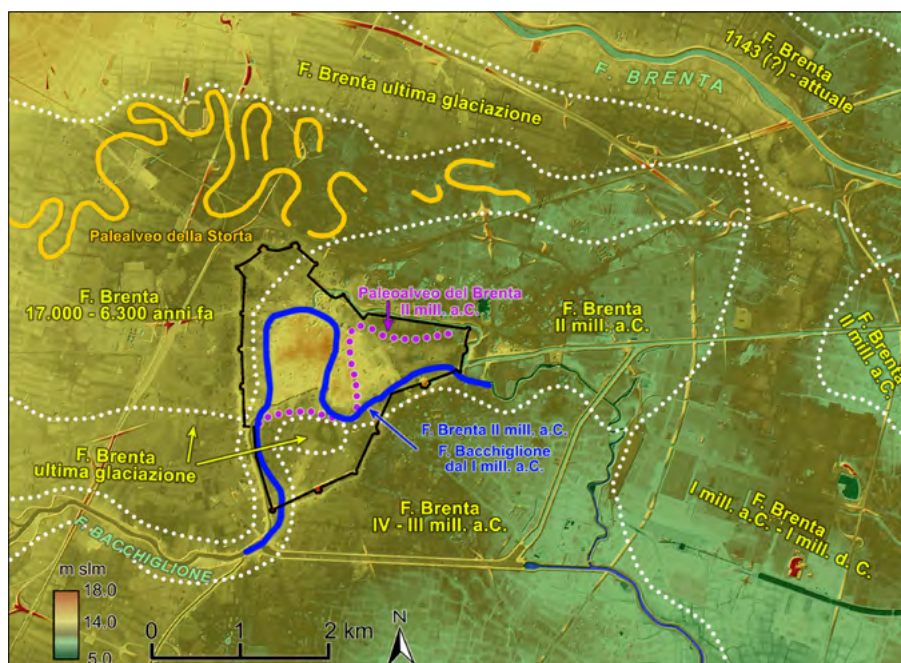 F. Brenta
1143 (?) - attuale
F. BRENTA
F. Brenta ultima glaciazione
Palealveo della Storta
F. Brenta
17.000 - 6.300 anni fa
Paleoalveo del Brenta
II mill. a.C.
F. Brenta
II mill. a.C.
F. Brenta
II mill. a.C.
F. Brenta II mill. a.C.
F. Bacchiglione
dal I mill. a.C.
F. Brenta
ultima glaciazione
F. Brenta
IV - III mill. a.C.
F. Brenta
I mill. a.C. - I mill. d. C.
F. BACCHIGLIONE
m slm
18.0
14.0
5.0
0 1 2 km
N